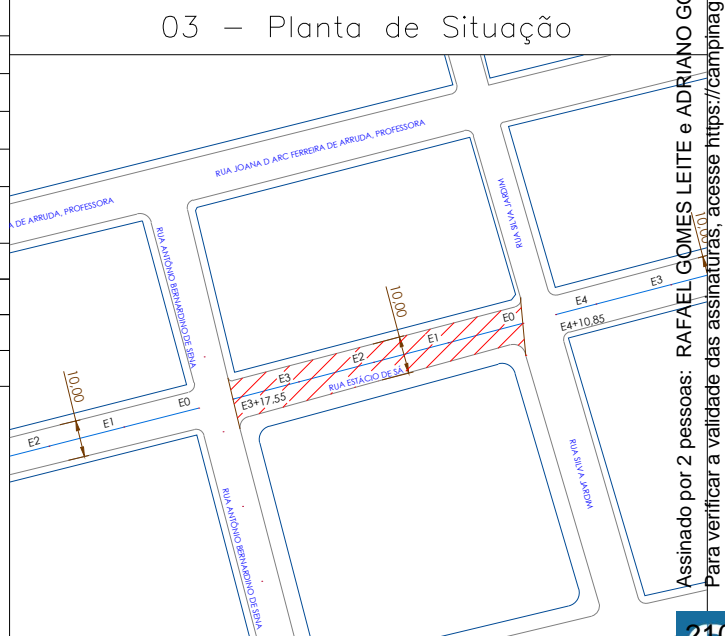 03 - Planta de Situação
RUA JOANA D ARC FERREIRA DE ARRUDA, PROFESSORA
A DE ARRUDA, PROFESSORA
RUA SILVA JARDIM
RUA ANTÔNIO BERNARDINO DE SENA
10,00
E3
E4
E4+10,85
10,00
E0
E1
E2
E3
E3+17,55
RUA ESTÁCIO DE SÁ
10,00
E0
E1
E2
RUA SILVA JARDIM
RUA ANTÔNIO BERNARDINO DE SENA
Assinado por 2 pessoas: RAFAEL GOMES LEITE e ADRIANO GO
Para verificar a validade das assinaturas, acesse https://campinag